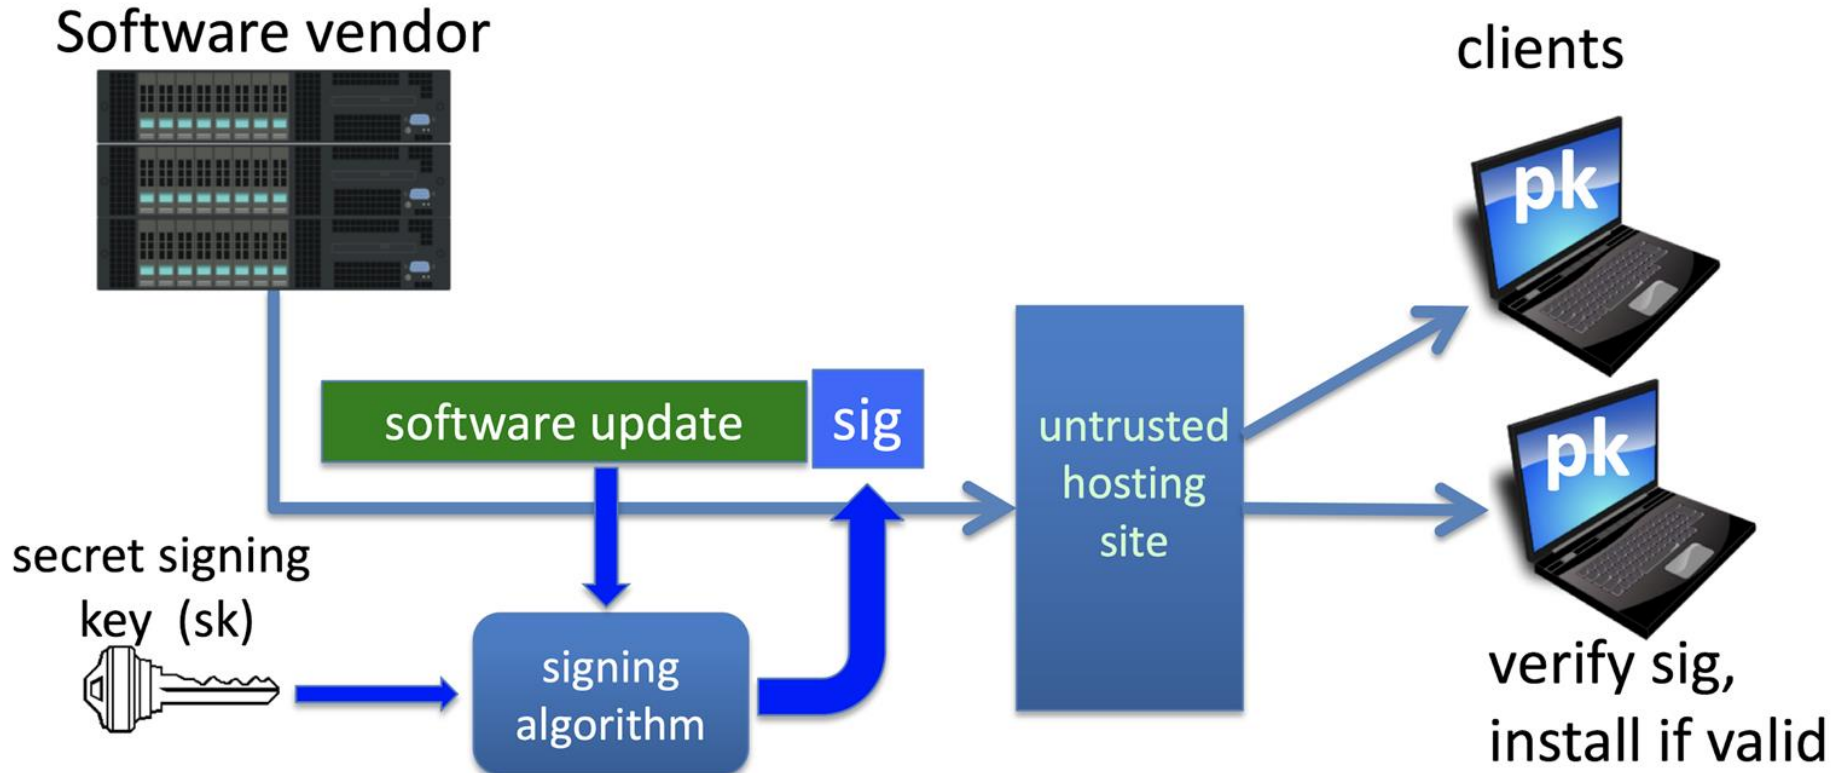 Software vendor
clients
pk
software update
sig
untrusted
hosting
site
pk
secret signing
key (sk)
signing
algorithm
verify sig,
install if valid